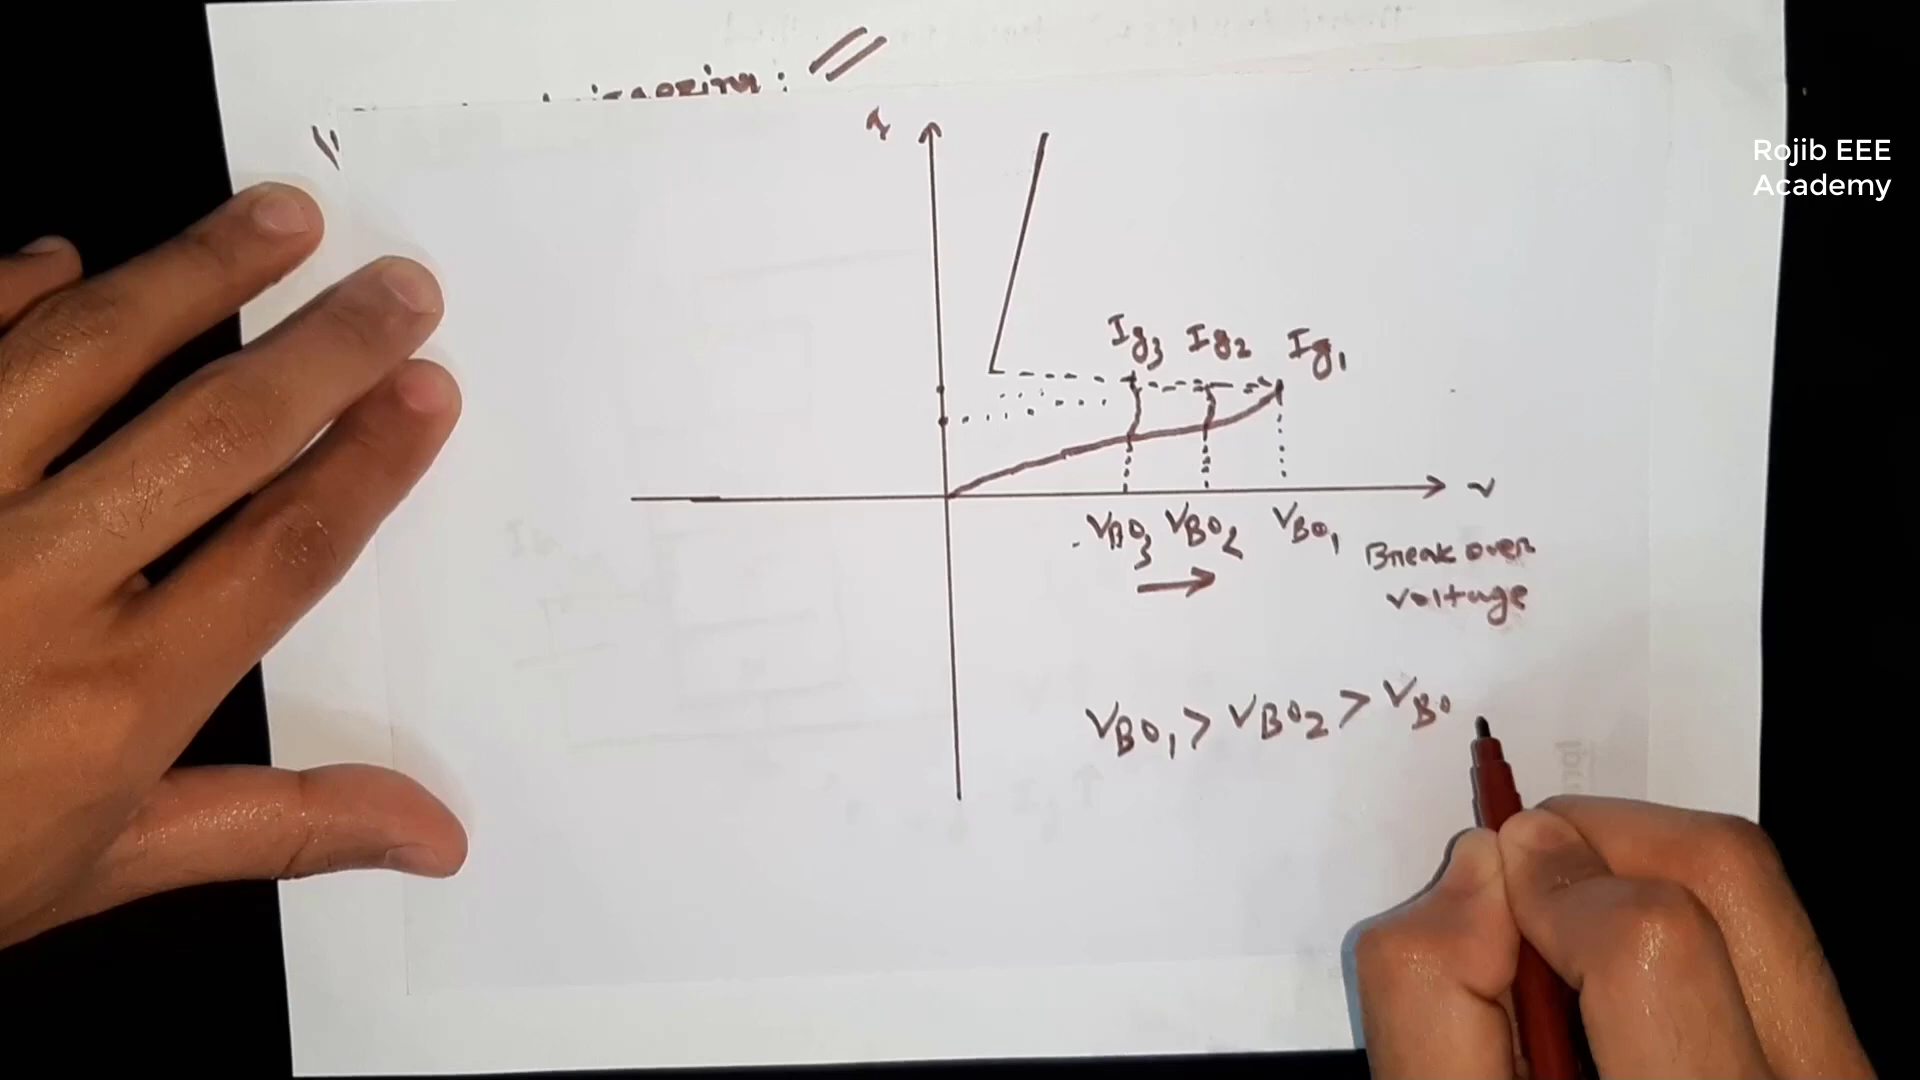 Rojib EEE
Academy
I
Ig3 Ig2 Ig1
V
VBO3 VBO2 VBO1
Break over
voltage
VBO1 > VBO2 > VBO